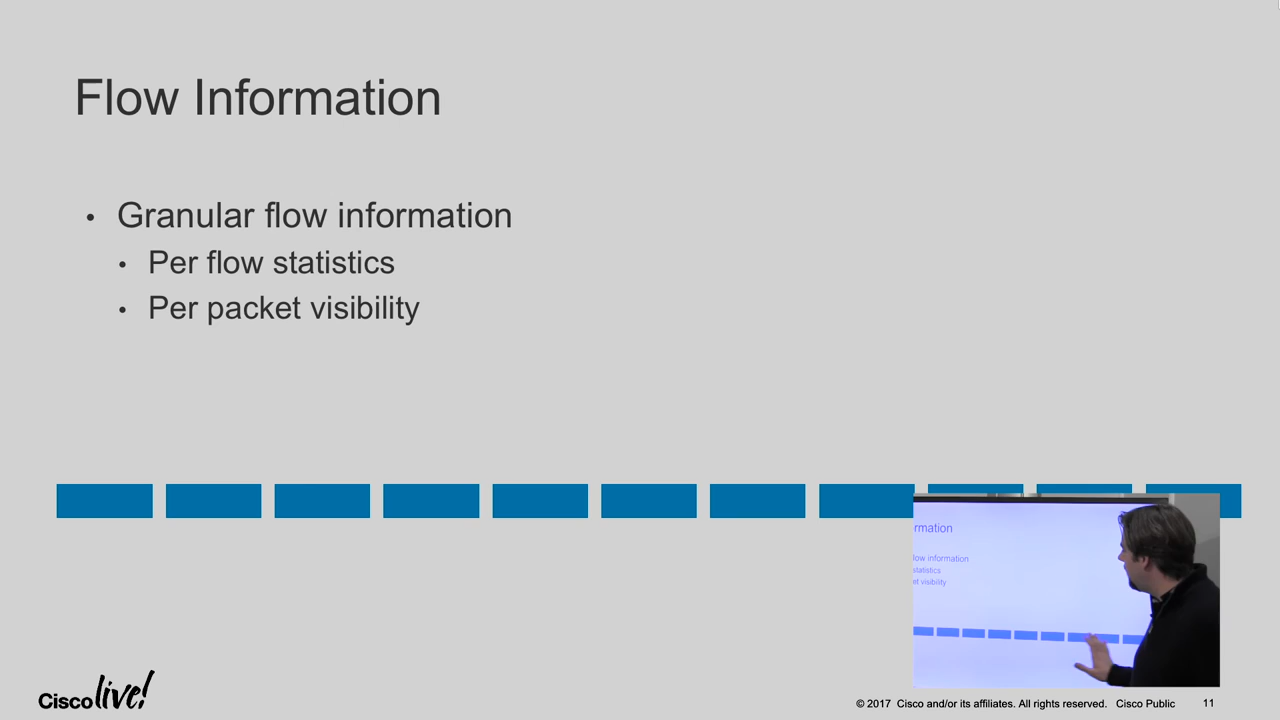 Flow Information
• Granular flow information
• Per flow statistics
• Per packet visibility
rmation
low information
statistics
et visibility
Cisco live!
© 2017 Cisco and/or its affiliates. All rights reserved. Cisco Public 11